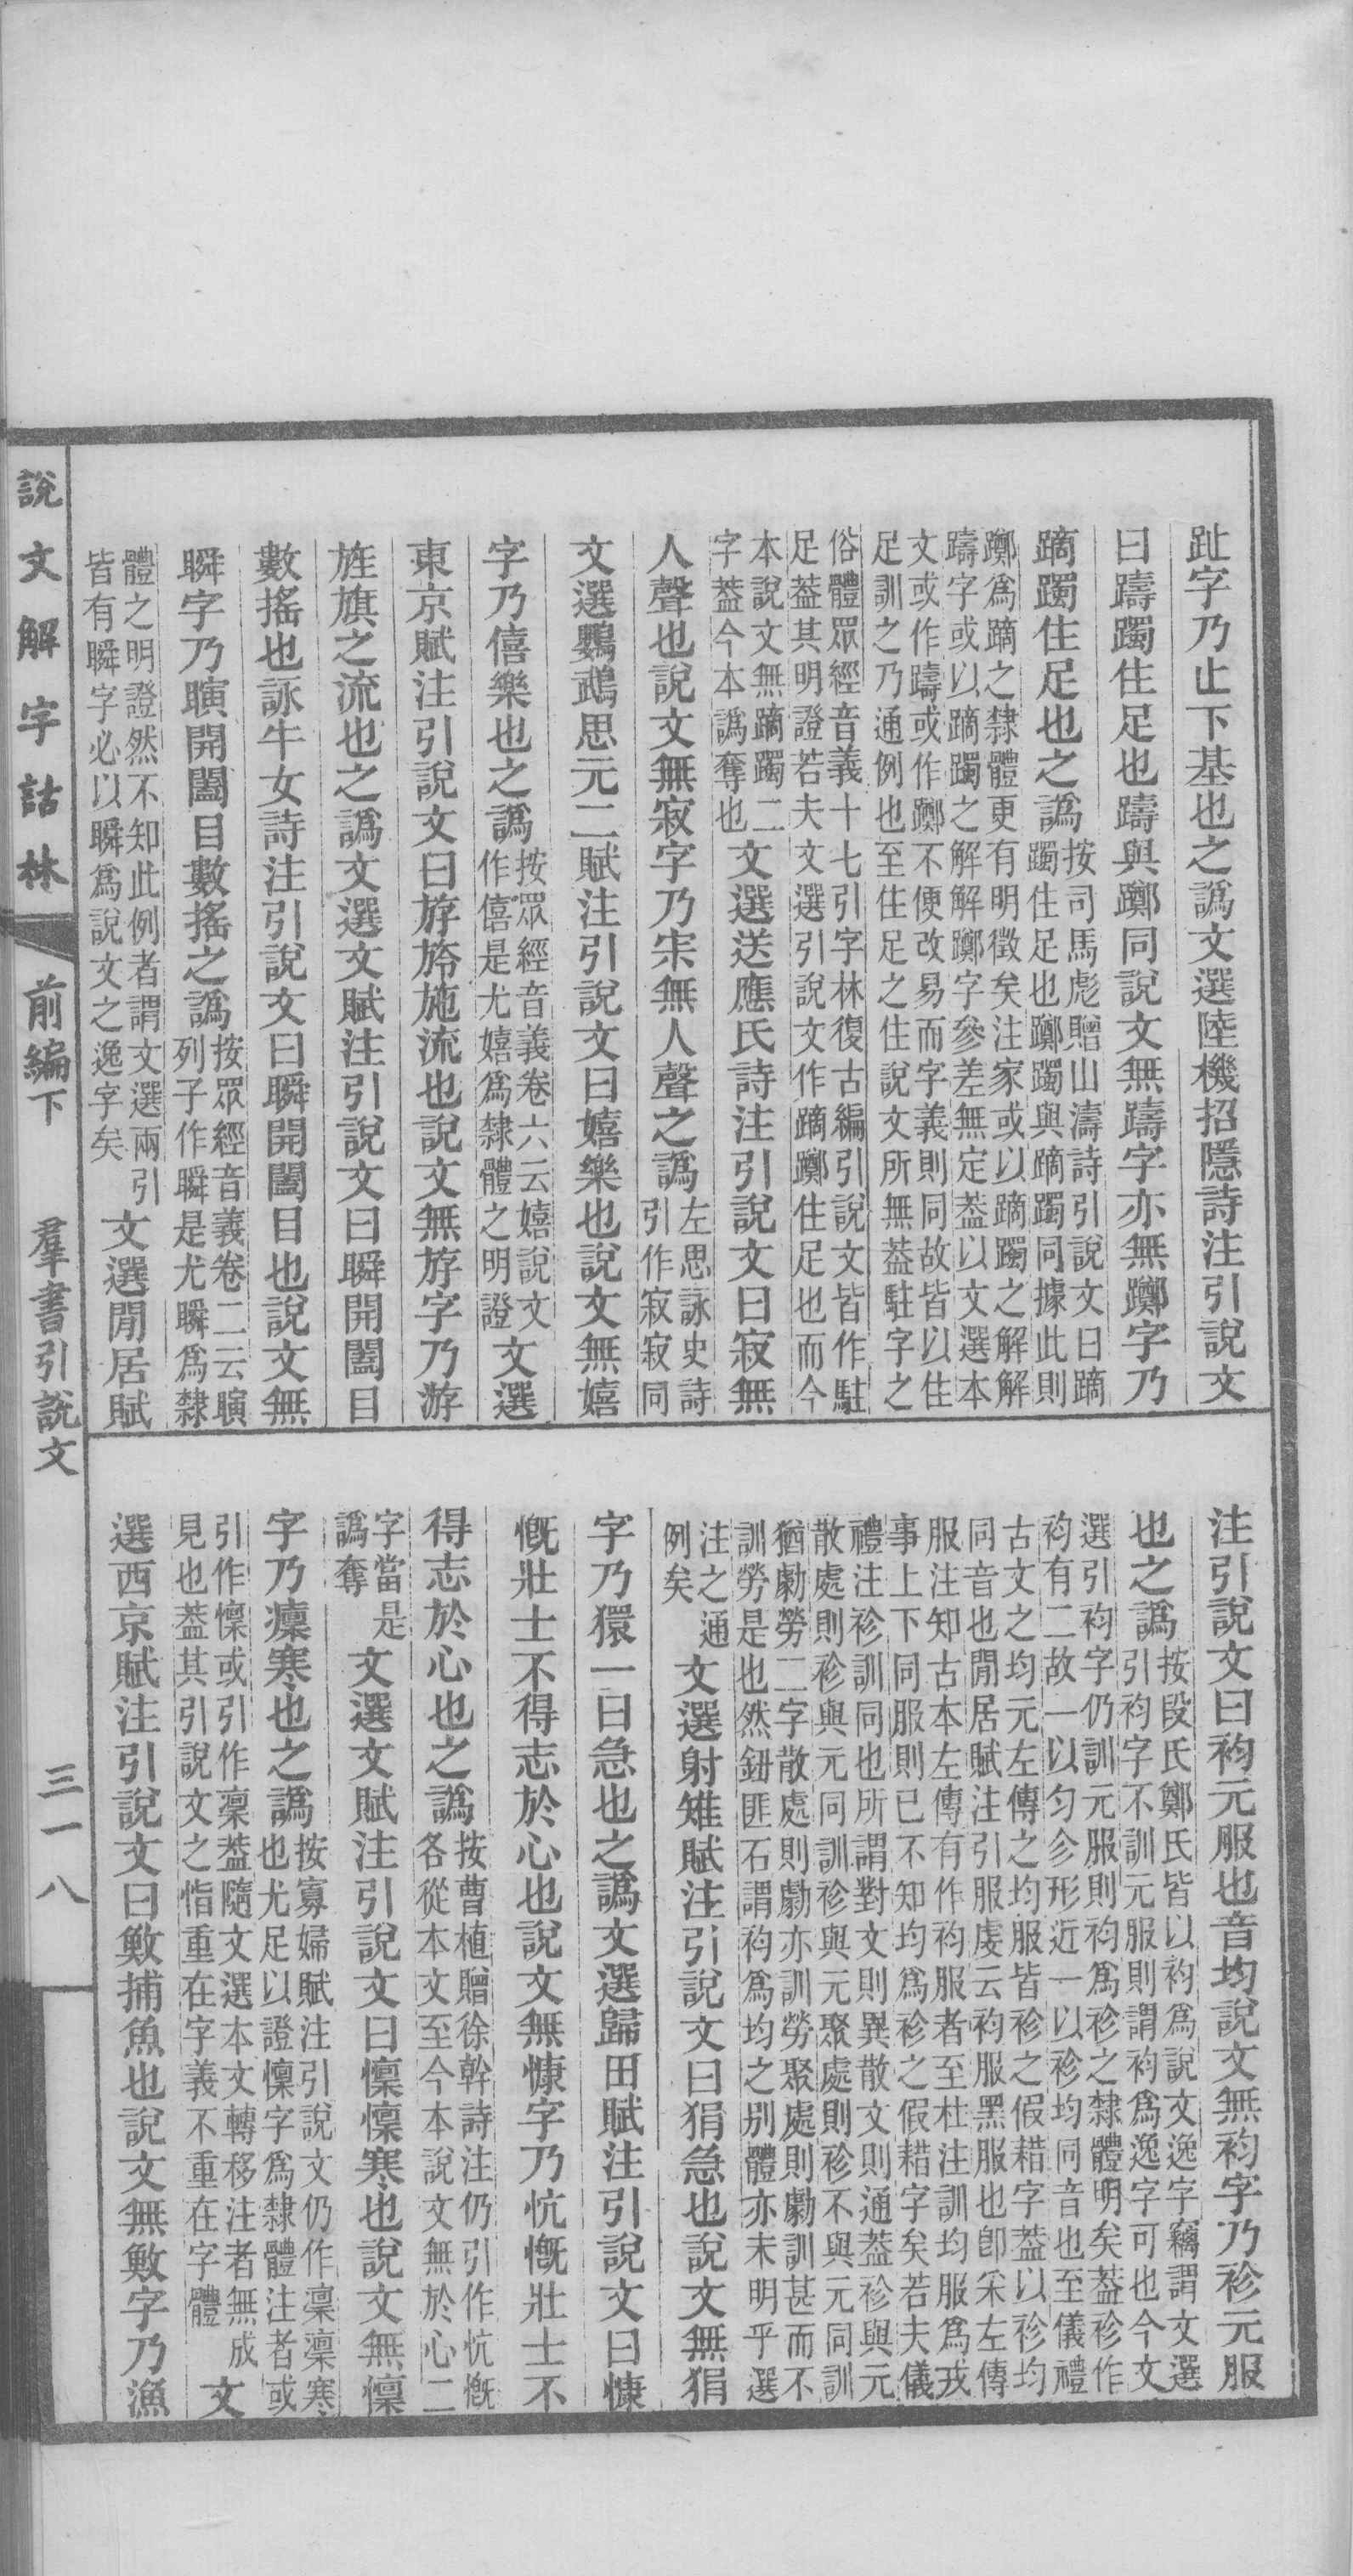 趾字乃止下基也之譌文選陸機招隱詩注引說文
曰躊躅住足也躊與躑同說文無躊字亦無躑字乃
蹢躅住足也之譌
按司馬彪贈山濤詩引說文曰蹢
躅住足也躑躅與蹢躅同據此則
躑爲蹢之隸體更有明徵矣注家或以蹢躅之解解
躊字或以蹢躅之解解躑字參差無定葢以文選本
文或作躊或作躑不便改易而字義則同故皆以住
足訓之乃通例也至住足之住說文所無葢駐字之
俗體眾經音義十七引字林復古編引說文皆作駐
足葢其明證若夫文選引說文作蹢躑住足也而今
本說文無蹢躅二
字葢今本譌奪也
文選送應氏詩注引說文曰寂無
人聲也說文無寂字乃宋無人聲之譌
左思詠史詩
引作寂寂同
文選鸚鵡思元二賦注引說文曰嬉樂也說文無嬉
字乃僖樂也之譌
按眾經音義卷六云嬉說文
作僖是尤嬉爲隸體之明證
文選
東京賦注引說文曰斿旍施流也說文無斿字乃游
旌旗之流也之譌文選文賦注引說文曰瞬開闔目
數搖也詠牛女詩注引說文曰瞬開闔目也說文無
瞬字乃瞚開闔目數搖之譌
按眾經音義卷二云瞚
列子作瞬是尤瞬爲隸
體之明證然不知此例者謂文選兩引
皆有瞬字必以瞬爲說文之逸字矣
文選閒居賦
注引說文曰袀元服也音均說文無袀字乃袗元服
也之譌
按段氏鄭氏皆以袀爲說文逸字竊謂文選
引袀字不訓元服則謂袀爲逸字可也今文
選引袀字仍訓元服則袀爲袗之隸體明矣葢袗作
袀有二故一以勻㐱形近一以袗均同音也至儀禮
古文之均元左傳之均服皆袗之假耤字葢以袗均
同音也閒居賦注引服虔云袀服黑服也卽采左傳
服注知古本左傳有作袀服者至杜注訓均服爲戎
事上下同服則已不知均爲袗之假耤字矣若夫儀
禮注袗訓同也所謂對文則異散文則通葢袗與元
散處則袗與元同訓袗與元聚處則袗不與元同訓
猶勮勞二字散處則勮亦訓勞聚處則勮訓甚而不
訓勞是也然鈕匪石謂袀爲均之別體亦未明乎選
注之通
例矣
文選射雉賦注引說文曰狷急也說文無狷
字乃獧一曰急也之譌文選歸田賦注引說文曰慷
慨壯士不得志於心也說文無慷字乃忼慨壯士不
得志於心也之譌
按曹植贈徐幹詩注仍引作忼慨
各從本文至今本說文無於心二
字當是
譌奪
文選文賦注引說文曰懍懍寒也說文無懍
字乃癛寒也之譌
按寡婦賦注引說文仍作凜凜寒
也尤足以證懍字爲隸體注者或
引作懍或引作凜葢隨文選本文轉移注者無成
見也葢其引說文之恉重在字義不重在字體
文
選西京賦注引說文曰䱷捕魚也說文無䱷字乃漁
說文解字詁林
前編下
羣書引說文
三一八